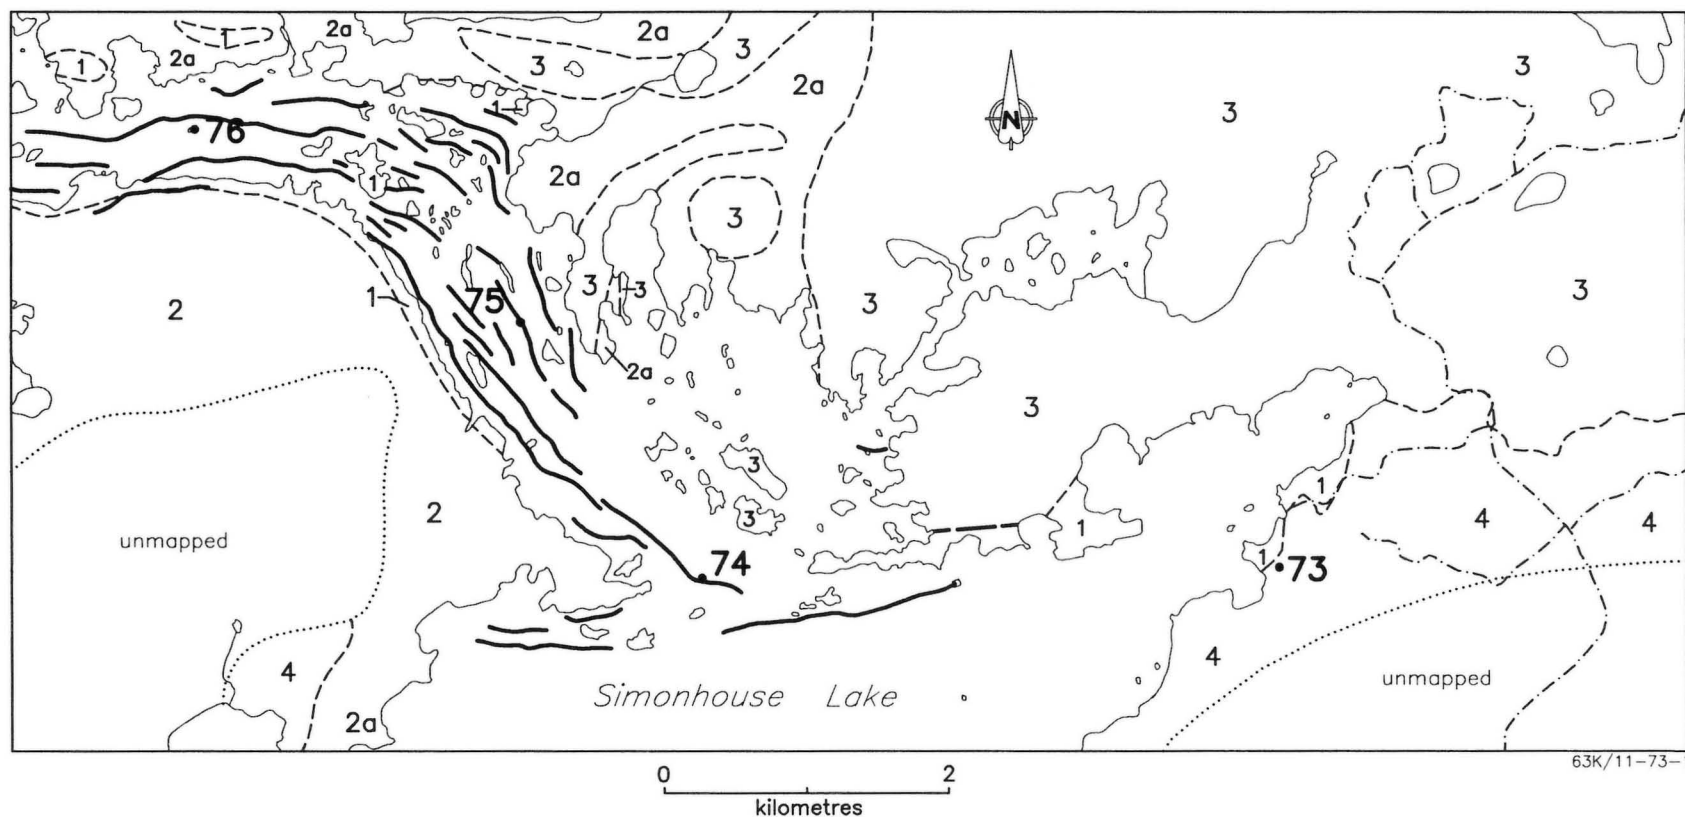 1 2a 2a 3
1 2a 3 3
2a 1 3
N
76
1 2a
3
75 3 3 3 3
2 1
2a
3
3
1
2 3 1 4 4
unmapped
74 1 73
4
4 unmapped
Simonhouse Lake
2a
63K/11-73-
0 2
kilometres